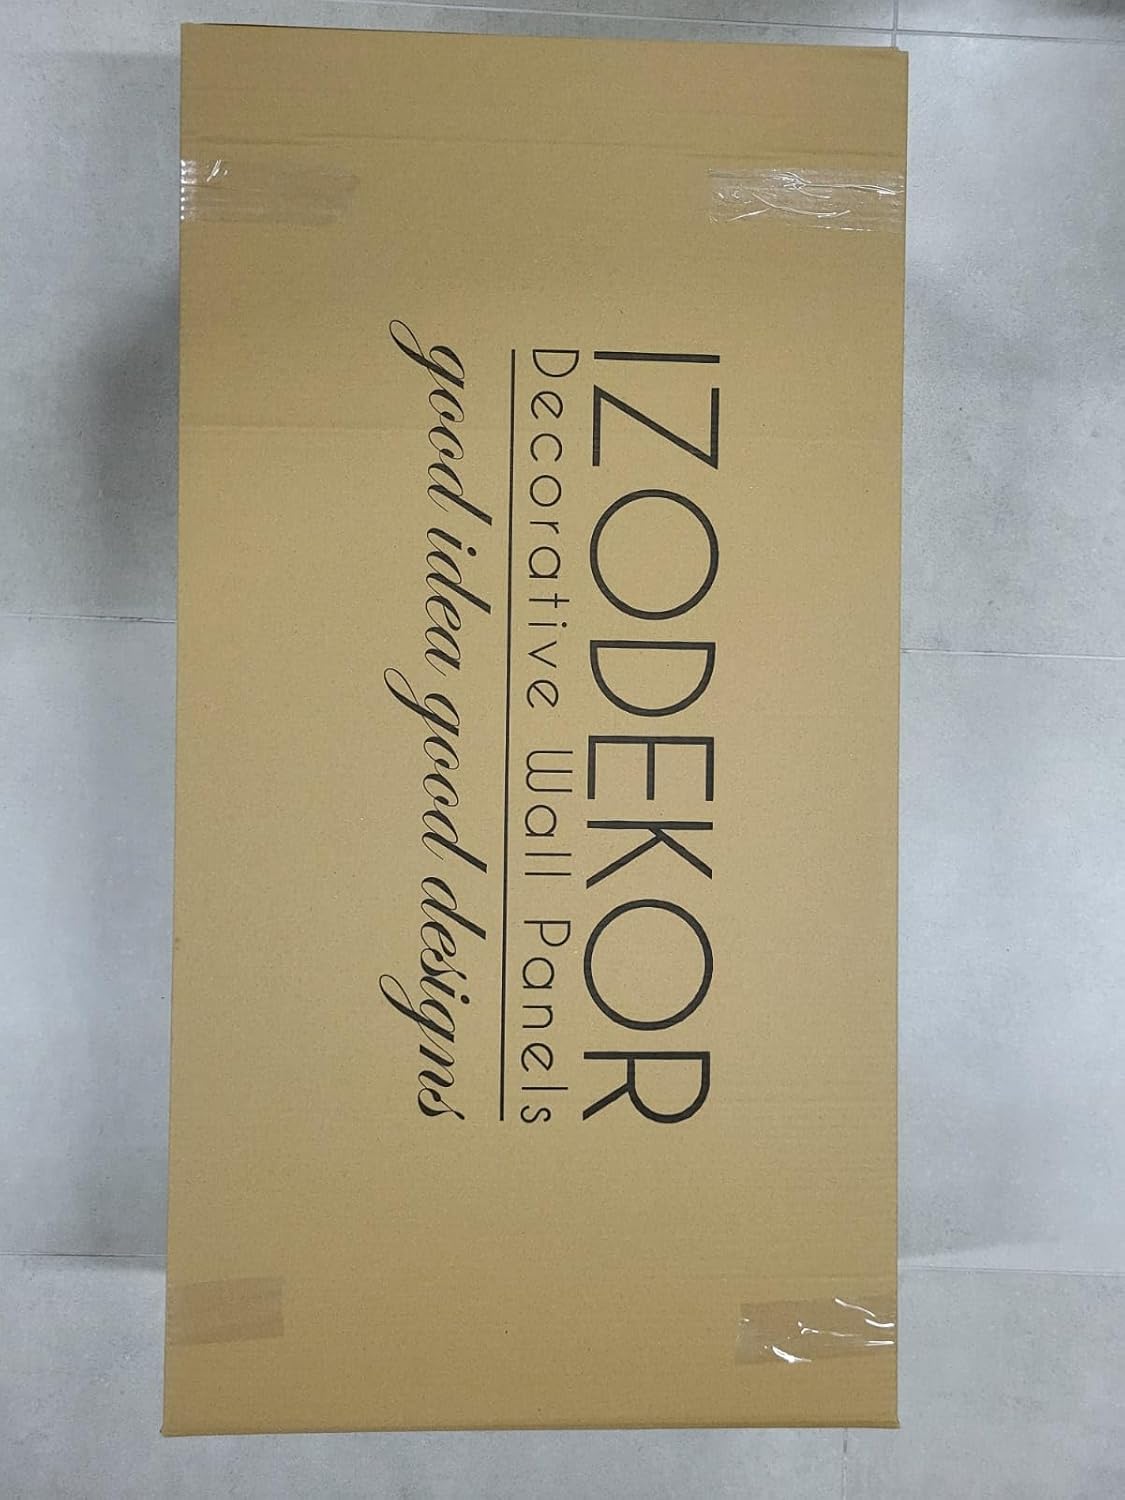 IZODEKOR
Decorative Wall Panels
good idea good designs